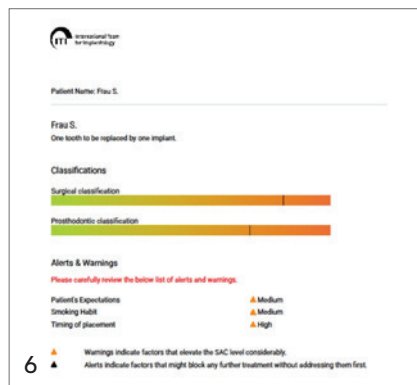 ITI International Team
for Implantology
Patient Name: Frau S.
Frau S.
One tooth to be replaced by one implant.
Classifications
Surgical classification
Prosthodontic classification
Alerts & Warnings
Please carefully review the below list of alerts and warnings.
Patient's Expectations Medium
Smoking Habit Medium
Timing of placement High
Warnings indicate factors that elevate the SAC level considerably.
6 Alerts indicate factors that might block any further treatment without addressing them first.